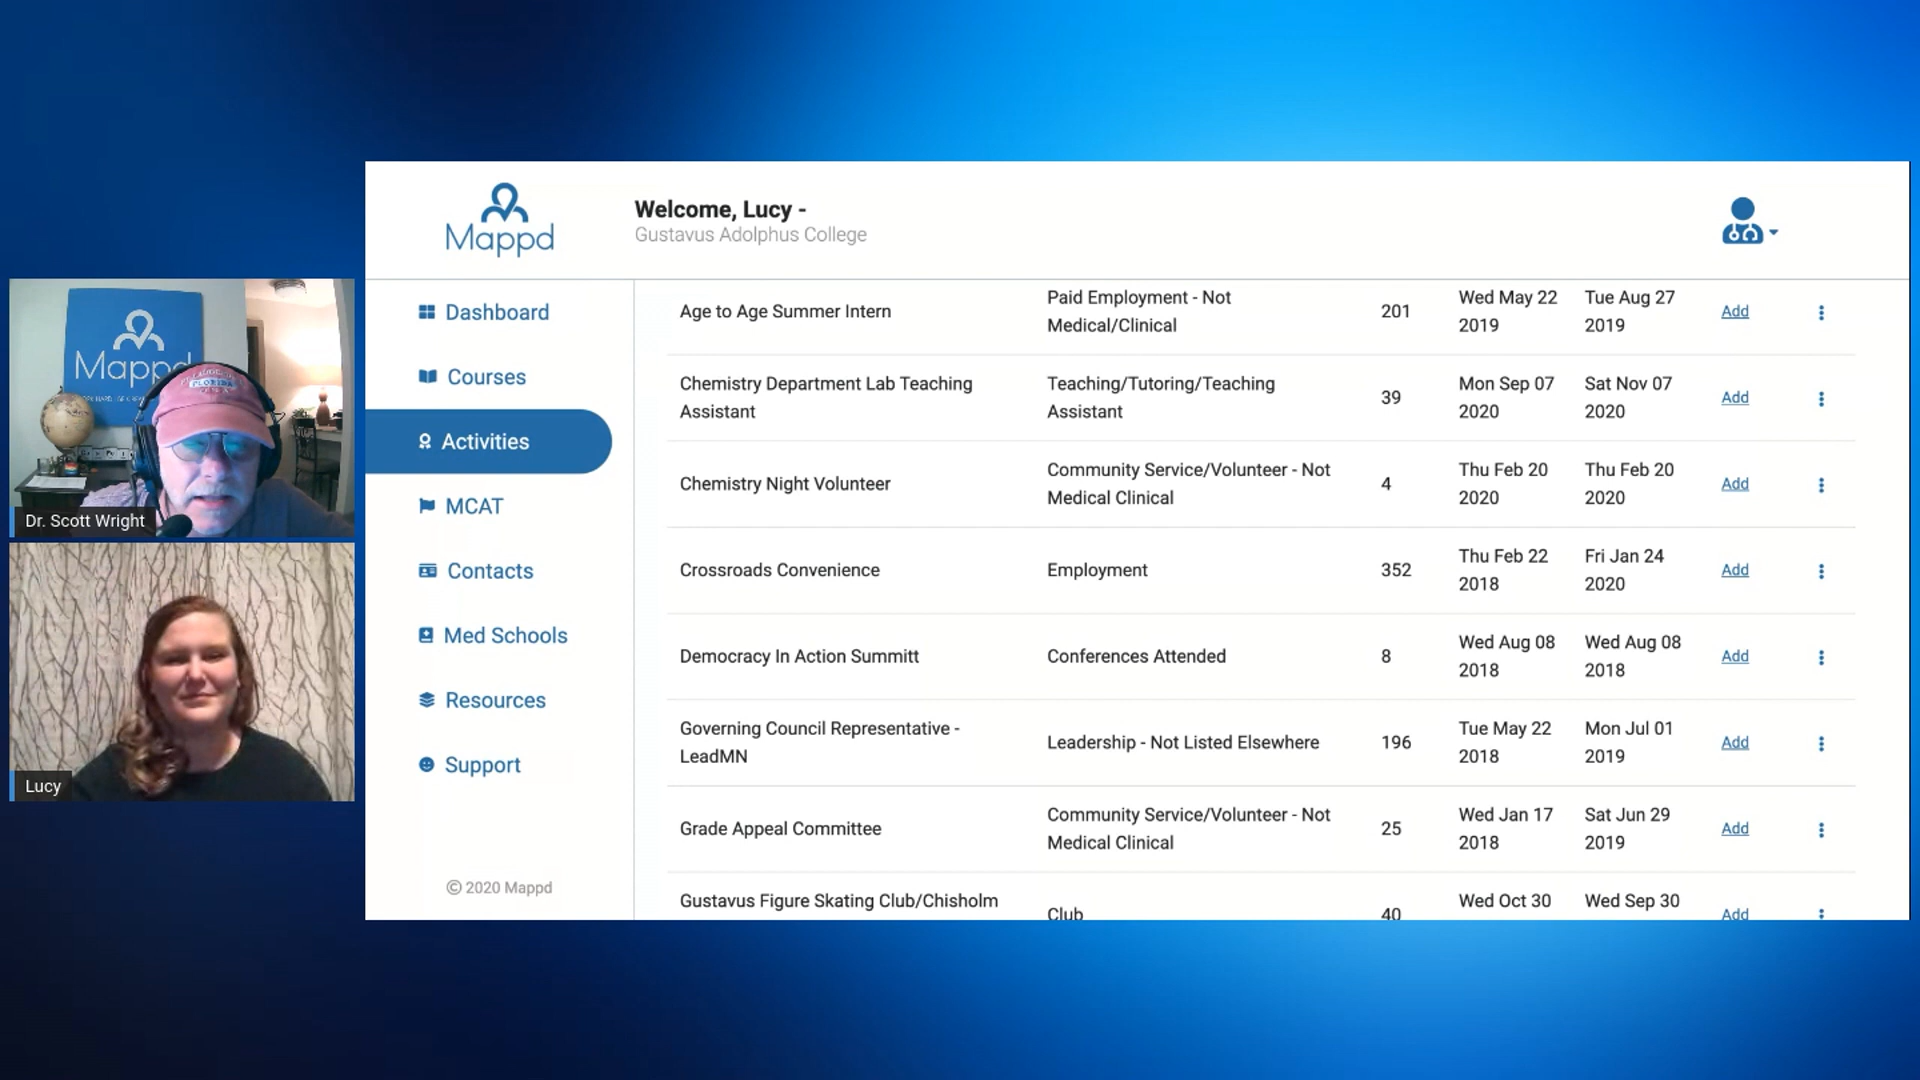 Mappd
Welcome, Lucy -
Gustavus Adolphus College
Dashboard
Courses
Activities
MCAT
Contacts
Med Schools
Resources
Support
© 2020 Mappd
Age to Age Summer Intern
Paid Employment - Not
Medical/Clinical
201
Wed May 22
2019
Tue Aug 27
2019
Add
Chemistry Department Lab Teaching
Assistant
Teaching/Tutoring/Teaching
Assistant
39
Mon Sep 07
2020
Sat Nov 07
2020
Add
Chemistry Night Volunteer
Community Service/Volunteer - Not
Medical Clinical
4
Thu Feb 20
2020
Thu Feb 20
2020
Add
Crossroads Convenience
Employment
352
Thu Feb 22
2018
Fri Jan 24
2020
Add
Democracy In Action Summitt
Conferences Attended
8
Wed Aug 08
2018
Wed Aug 08
2018
Add
Governing Council Representative -
LeadMN
Leadership - Not Listed Elsewhere
196
Tue May 22
2018
Mon Jul 01
2019
Add
Grade Appeal Committee
Community Service/Volunteer - Not
Medical Clinical
25
Wed Jan 17
2018
Sat Jun 29
2019
Add
Gustavus Figure Skating Club/Chisholm
Club
40
Wed Oct 30
Wed Sep 30
Add
Mappd
FLORIDA
Dr. Scott Wright
Lucy